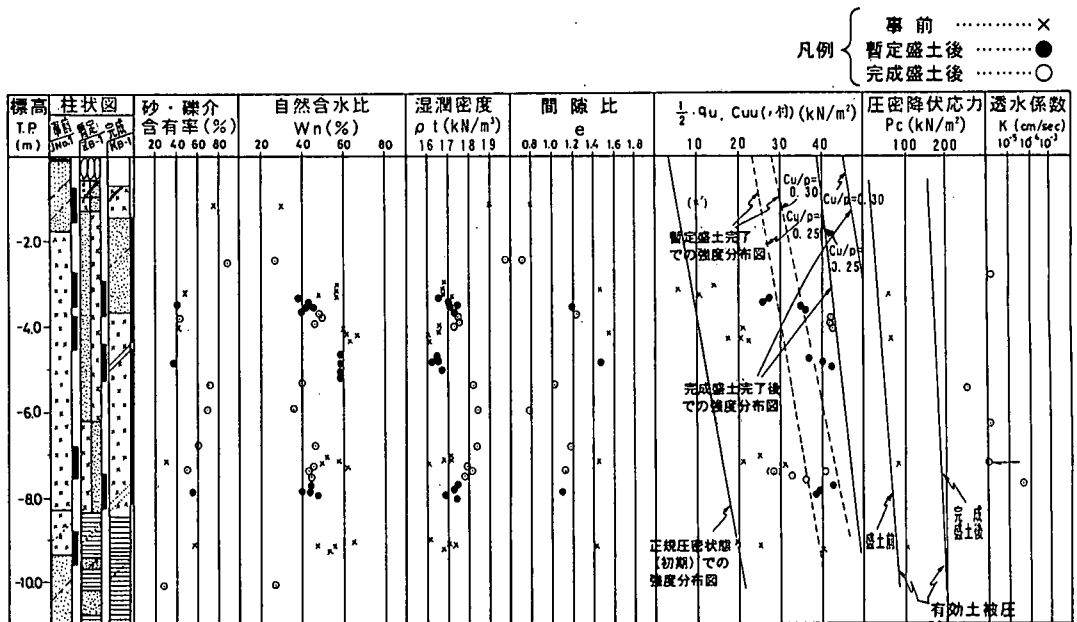 凡例
事前 ………… ×
暫定盛土後 ……… ●
完成盛土後 ……… ○
標高
T.P.
(m)
柱状図
事前 暫定 完成
砂・礫介
含有率(%)
20 40 60 80
自然含水比
Wn(%)
20 40 60 80
湿潤密度
ρt(kN/m³)
16 17 18 19
間隙比
e
0.8 1.0 1.2 1.4 1.6 1.8
½・qu, Cuu(ハ・付)(kN/m²)
10 20 30 40
圧密降伏応力
Pc(kN/m²)
100 200
透水係数
K (cm/sec)
-2.0
-4.0
-6.0
-8.0
-10.0
Cu/p=
0.30
Cu/p=0.30
Cu/p=
0.25
Cu/p=
0.25
暫定盛土完了
での強度分布図
完成盛土完了後
での強度分布図
正規圧密状態
(初期)での
強度分布図
盛土前
完成
盛土後
有効土被圧